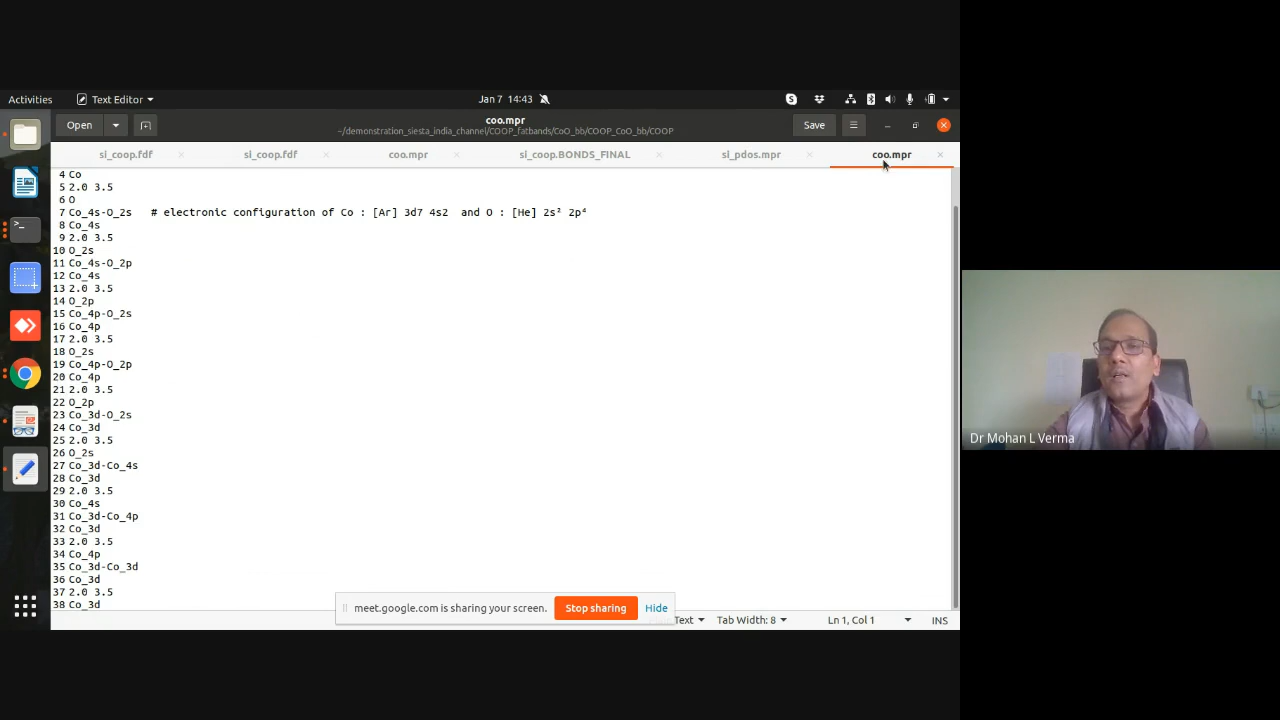 Activities
Text Editor
Jan 7 14:43
Open
coo.mpr
~/demonstration_siesta_india_channel/COOP_fatbands/CoO_bb/COOP_CoO_bb/COOP
Save
si_coop.fdf
si_coop.fdf
coo.mpr
si_coop.BONDS_FINAL
si_pdos.mpr
coo.mpr
4 Co
5 2.0 3.5
6 O
7 Co_4s-O_2s # electronic configuration of Co : [Ar] 3d7 4s2 and O : [He] 2s² 2p⁴
8 Co_4s
9 2.0 3.5
10 O_2s
11 Co_4s-O_2p
12 Co_4s
13 2.0 3.5
14 O_2p
15 Co_4p-O_2s
16 Co_4p
17 2.0 3.5
18 O_2s
19 Co_4p-O_2p
20 Co_4p
21 2.0 3.5
22 O_2p
23 Co_3d-O_2s
24 Co_3d
25 2.0 3.5
26 O_2s
27 Co_3d-Co_4s
28 Co_3d
29 2.0 3.5
30 Co_4s
31 Co_3d-Co_4p
32 Co_3d
33 2.0 3.5
34 Co_4p
35 Co_3d-Co_3d
36 Co_3d
37 2.0 3.5
38 Co_3d
meet.google.com is sharing your screen.
Stop sharing
Hide
Text
Tab Width: 8
Ln 1, Col 1
INS
Dr Mohan L Verma